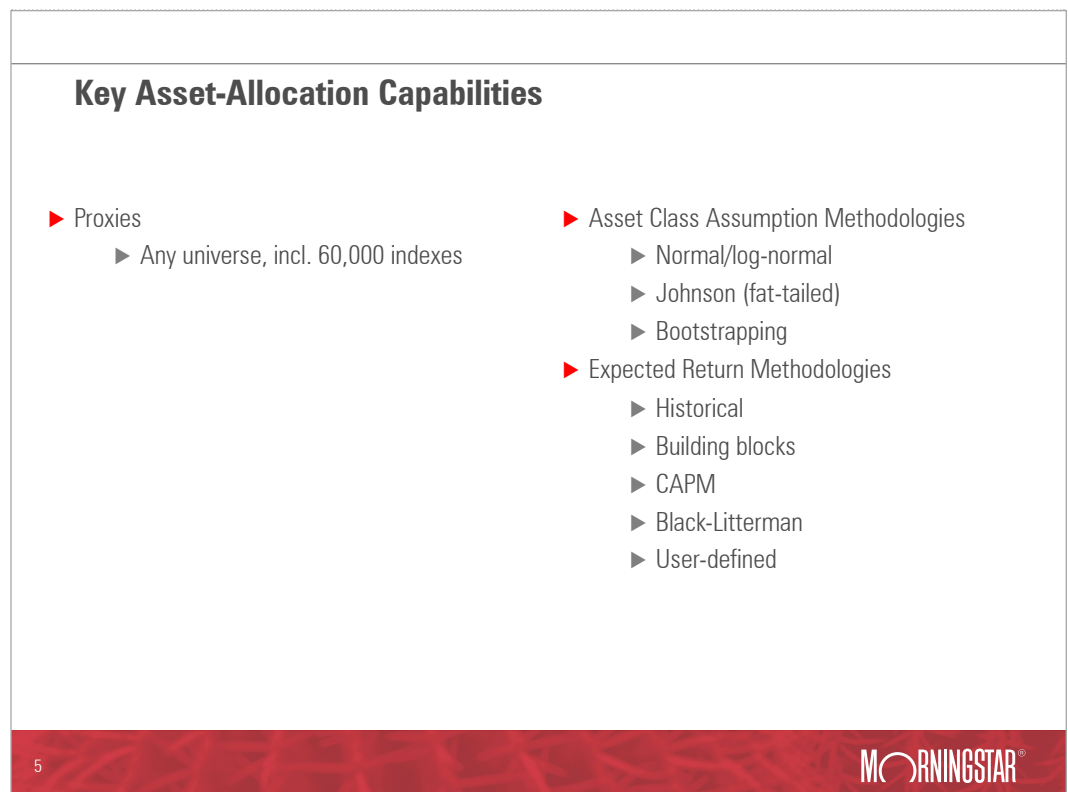 Key Asset-Allocation Capabilities
Proxies
Any universe, incl. 60,000 indexes
Asset Class Assumption Methodologies
Normal/log-normal
Johnson (fat-tailed)
Bootstrapping
Expected Return Methodologies
Historical
Building blocks
CAPM
Black-Litterman
User-defined
5
MORNINGSTAR®